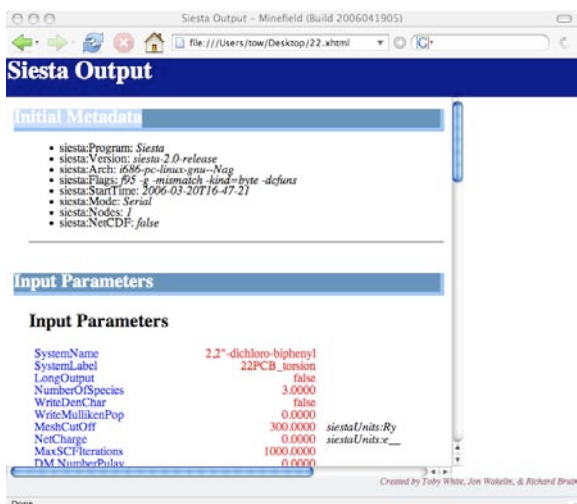 Siesta Output – Minefield (Build 2006041905)
file:///Users/tow/Desktop/22.xhtml
Siesta Output
Initial Metadata
siesta:Program: Siesta
siesta:Version: siesta-2.0-release
siesta:Arch: i686-pc-linux-gnu--Nag
siesta:Flags: f95 -g -mismatch -kind=byte -dcfuns
siesta:StartTime: 2006-03-20T16-47-21
siesta:Mode: Serial
siesta:Nodes: 1
siesta:NetCDF: false
Input Parameters
Input Parameters
SystemName 2,2"-dichloro-biphenyl
SystemLabel 22PCB_torsion
LongOutput false
NumberOfSpecies 3.0000
WriteDenChar false
WriteMullikenPop 0.0000
MeshCutOff 300.0000 siestaUnits:Ry
NetCharge 0.0000 siestaUnits:e__
MaxSCFIterations 1000.0000
DM.NumberPulay 0.0000
Created by Toby White, Jon Wakelin, & Richard
Done